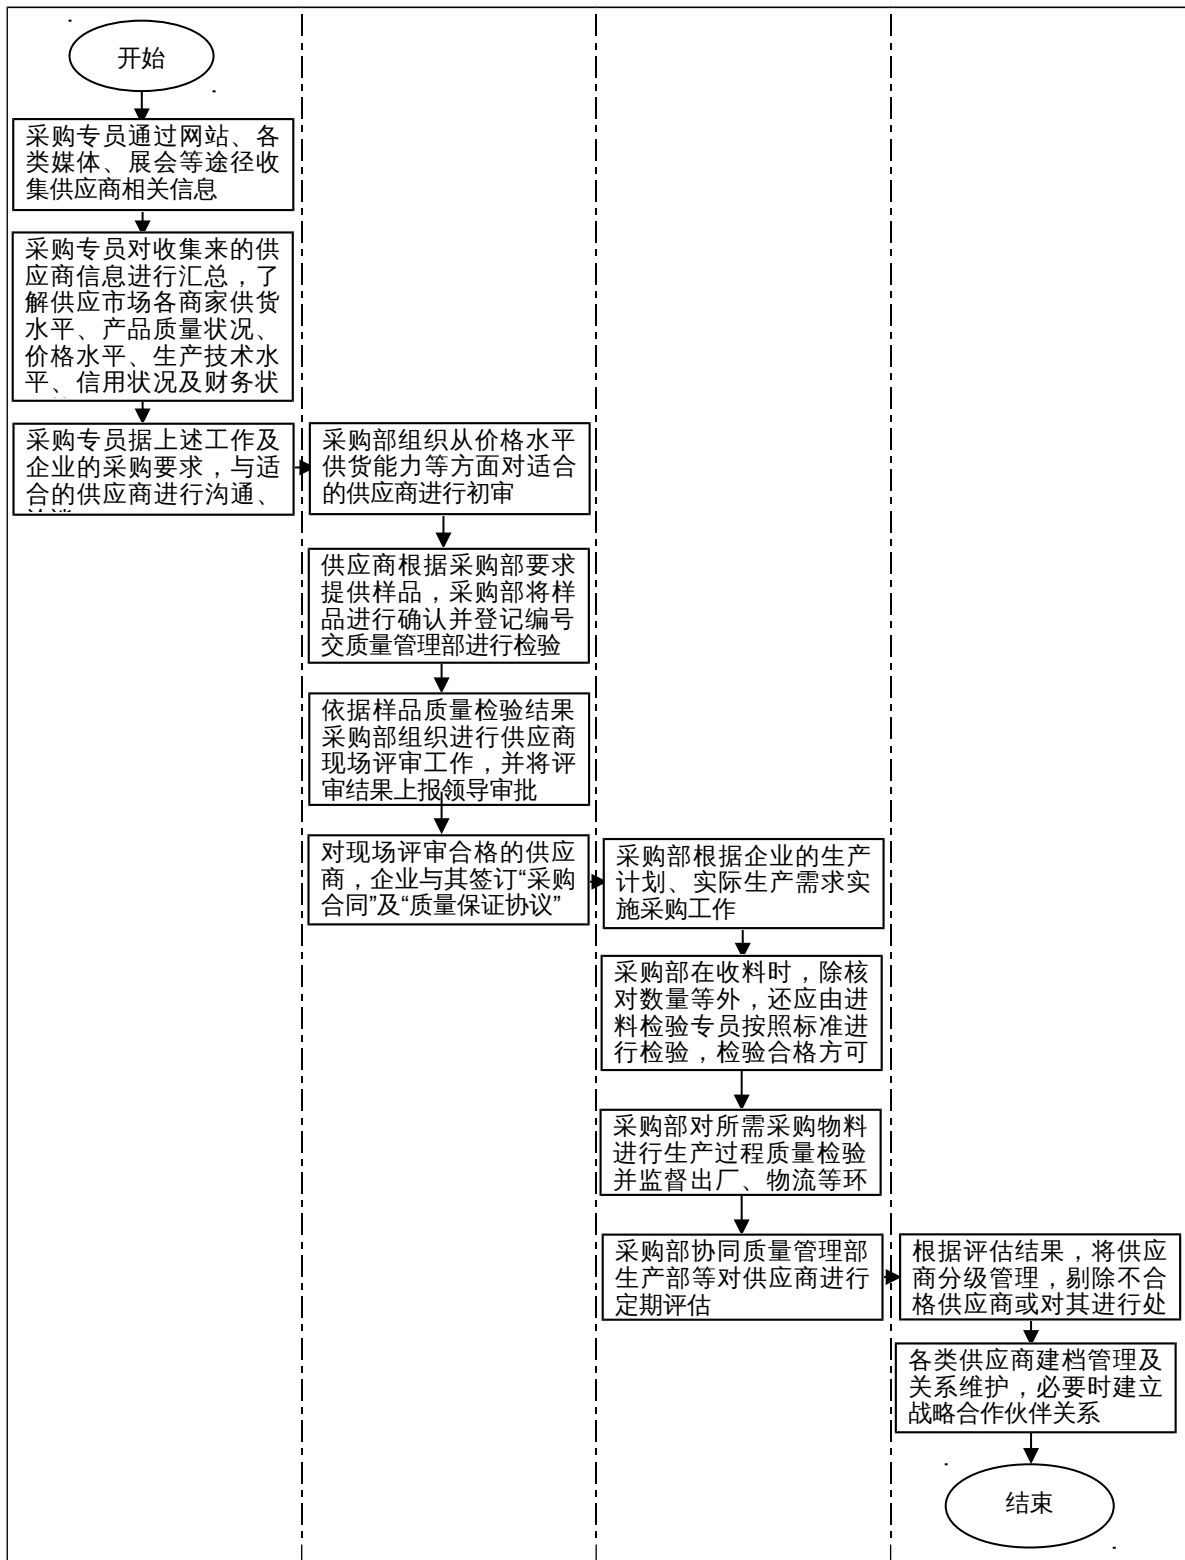 开始
采购专员通过网站、各
类媒体、展会等途径收
集供应商相关信息
采购专员对收集来的供
应商信息进行汇总，了
解供应市场各商家供货
水平、产品质量状况、
价格水平、生产技术水
平、信用状况及财务状
采购专员据上述工作及
企业的采购要求，与适
合的供应商进行沟通、
采购部组织从价格水平
供货能力等方面对适合
的供应商进行初审
供应商根据采购部要求
提供样品，采购部将样
品进行确认并登记编号
交质量管理部进行检验
依据样品质量检验结果
采购部组织进行供应商
现场评审工作，并将评
审结果上报领导审批
对现场评审合格的供应
商，企业与其签订“采购
合同”及“质量保证协议”
采购部根据企业的生产
计划、实际生产需求实
施采购工作
采购部在收料时，除核
对数量等外，还应由进
料检验专员按照标准进
行检验，检验合格方可
采购部对所需采购物料
进行生产过程质量检验
并监督出厂、物流等环
采购部协同质量管理部
生产部等对供应商进行
定期评估
根据评估结果，将供应
商分级管理，剔除不合
格供应商或对其进行处
各类供应商建档管理及
关系维护，必要时建立
战略合作伙伴关系
结束